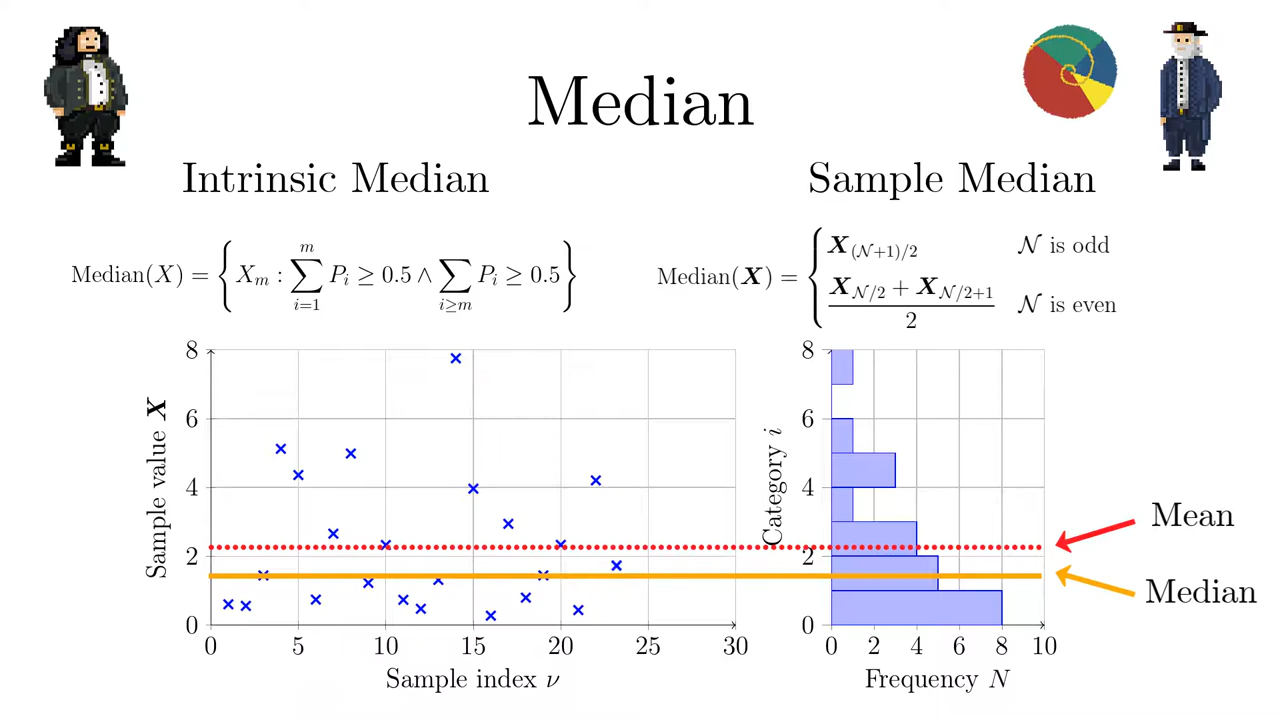 Median
Intrinsic Median
Sample Median
Median(X) = { X_m : ∑_{i=1}^{m} P_i ≥ 0.5 ∧ ∑_{i≥m} P_i ≥ 0.5 }
Median(𝑿) = { 𝑿_{(𝒩+1)/2} 𝒩 is odd
(𝑿_{𝒩/2} + 𝑿_{𝒩/2+1})/2 𝒩 is even
8
6
4
2
0
Sample value 𝑿
0 5 10 15 20 25 30
Sample index ν
8
6
4
2
0
Category i
0 2 4 6 8 10
Frequency N
Mean
Median